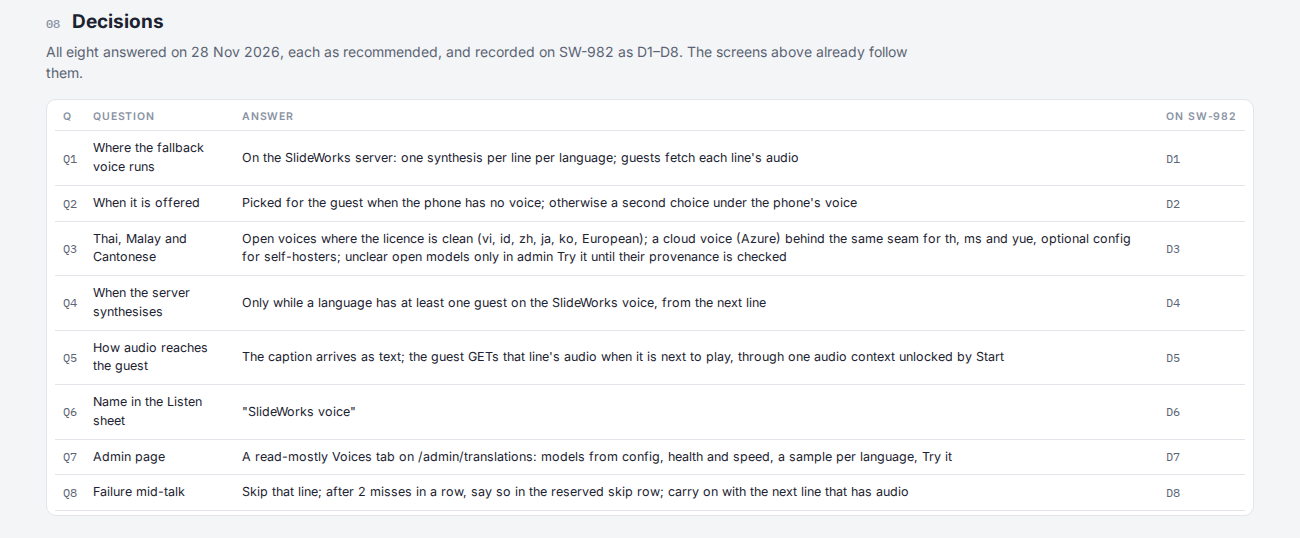 08 Decisions
All eight answered on 28 Nov 2026, each as recommended, and recorded on SW-982 as D1–D8. The screens above already follow
them.
Q QUESTION ANSWER ON SW-982
Q1 Where the fallback voice runs On the SlideWorks server: one synthesis per line per language; guests fetch each line's audio D1
Q2 When it is offered Picked for the guest when the phone has no voice; otherwise a second choice under the phone's voice D2
Q3 Thai, Malay and Cantonese Open voices where the licence is clean (vi, id, zh, ja, ko, European); a cloud voice (Azure) behind the same seam for th, ms and yue, optional config for self-hosters; unclear open models only in admin Try it until their provenance is checked D3
Q4 When the server synthesises Only while a language has at least one guest on the SlideWorks voice, from the next line D4
Q5 How audio reaches the guest The caption arrives as text; the guest GETs that line's audio when it is next to play, through one audio context unlocked by Start D5
Q6 Name in the Listen sheet "SlideWorks voice" D6
Q7 Admin page A read-mostly Voices tab on /admin/translations: models from config, health and speed, a sample per language, Try it D7
Q8 Failure mid-talk Skip that line; after 2 misses in a row, say so in the reserved skip row; carry on with the next line that has audio D8